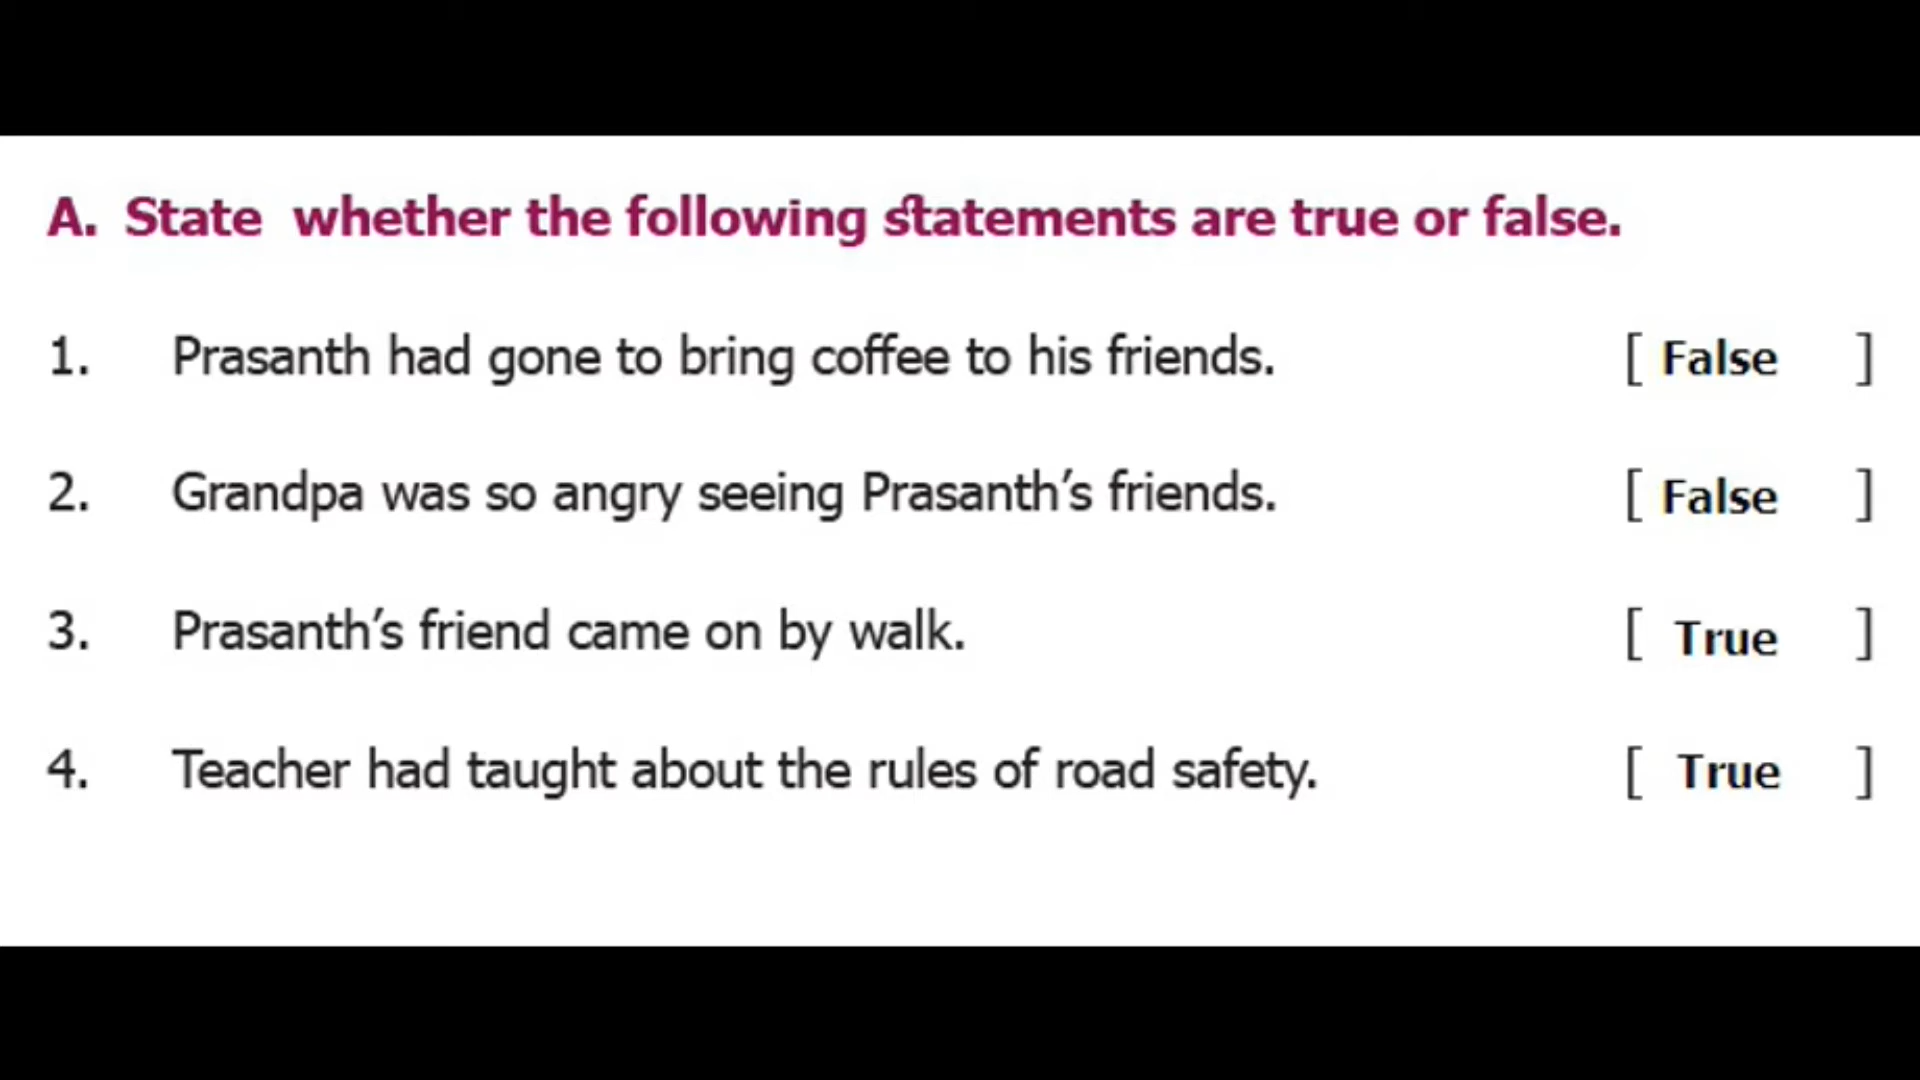 A. State whether the following statements are true or false.
1. Prasanth had gone to bring coffee to his friends. [ False ]
2. Grandpa was so angry seeing Prasanth’s friends. [ False ]
3. Prasanth’s friend came on by walk. [ True ]
4. Teacher had taught about the rules of road safety. [ True ]